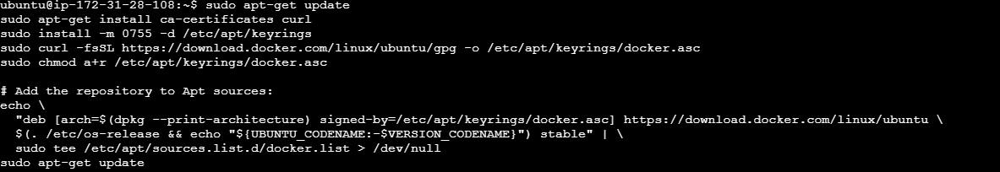 ubuntu@ip-172-31-28-108:~$ sudo apt-get update
sudo apt-get install ca-certificates curl
sudo install -m 0755 -d /etc/apt/keyrings
sudo curl -fsSL https://download.docker.com/linux/ubuntu/gpg -o /etc/apt/keyrings/docker.asc
sudo chmod a+r /etc/apt/keyrings/docker.asc

# Add the repository to Apt sources:
echo \
  "deb [arch=$(dpkg --print-architecture) signed-by=/etc/apt/keyrings/docker.asc] https://download.docker.com/linux/ubuntu \
  $(. /etc/os-release && echo "${UBUNTU_CODENAME:-$VERSION_CODENAME}") stable" | \
  sudo tee /etc/apt/sources.list.d/docker.list > /dev/null
sudo apt-get update